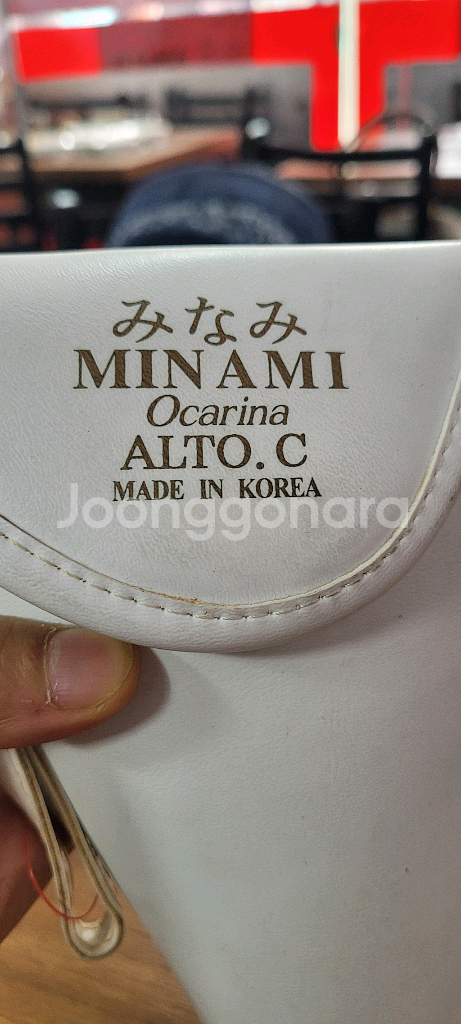 みなみ
MINAMI
Ocarina
ALTO. C
MADE IN KOREA
Joonggonara